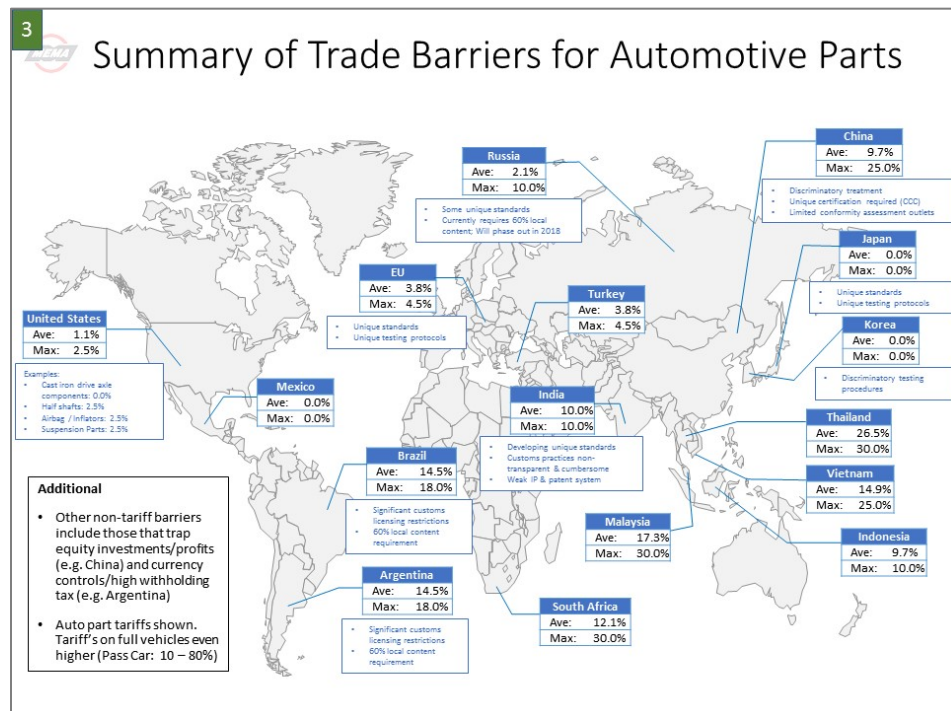 3
MEMA
Summary of Trade Barriers for Automotive Parts
China
Ave: 9.7%
Max: 25.0%
• Discriminatory treatment
• Unique certification required (CCC)
• Limited conformity assessment outlets
Russia
Ave: 2.1%
Max: 10.0%
• Some unique standards
• Currently requires 60% local
content; Will phase out in 2018
Japan
Ave: 0.0%
Max: 0.0%
• Unique standards
• Unique testing protocols
EU
Ave: 3.8%
Max: 4.5%
• Unique standards
• Unique testing protocols
Turkey
Ave: 3.8%
Max: 4.5%
United States
Ave: 1.1%
Max: 2.5%
Examples:
• Cast iron drive axle
components: 0.0%
• Half shafts: 2.5%
• Airbag / Inflators: 2.5%
• Suspension Parts: 2.5%
Korea
Ave: 0.0%
Max: 0.0%
• Discriminatory testing
procedures
Mexico
Ave: 0.0%
Max: 0.0%
India
Ave: 10.0%
Max: 10.0%
• Developing unique standards
• Customs practices non-
transparent & cumbersome
• Weak IP & patent system
Thailand
Ave: 26.5%
Max: 30.0%
Brazil
Ave: 14.5%
Max: 18.0%
• Significant customs
licensing restrictions
• 60% local content
requirement
Vietnam
Ave: 14.9%
Max: 25.0%
Malaysia
Ave: 17.3%
Max: 30.0%
Indonesia
Ave: 9.7%
Max: 10.0%
Argentina
Ave: 14.5%
Max: 18.0%
• Significant customs
licensing restrictions
• 60% local content
requirement
South Africa
Ave: 12.1%
Max: 30.0%
Additional
• Other non-tariff barriers
include those that trap
equity investments/profits
(e.g. China) and currency
controls/high withholding
tax (e.g. Argentina)
• Auto part tariffs shown.
Tariff's on full vehicles even
higher (Pass Car: 10 – 80%)